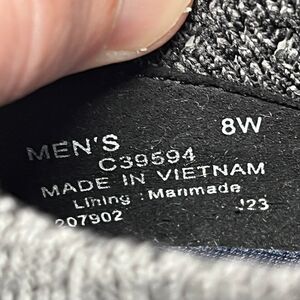 MEN'S 8W
C39594
MADE IN VIETNAM
Lining : Manmade
207902 J23